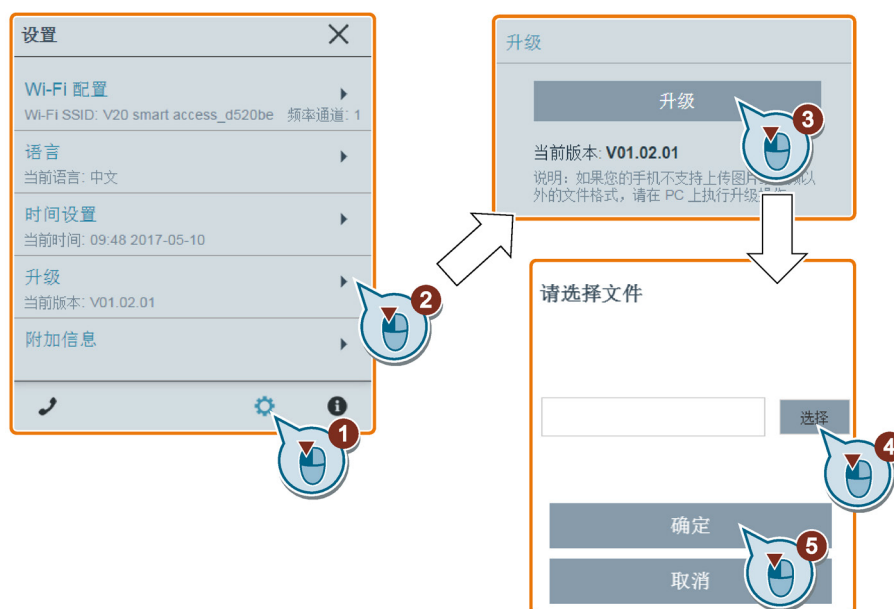 设置
Wi-Fi 配置
Wi-Fi SSID: V20 smart access_d520be 频率通道: 1
语言
当前语言: 中文
时间设置
当前时间: 09:48 2017-05-10
升级
当前版本: V01.02.01
附加信息
1
2
升级
升级
3
当前版本: V01.02.01
说明：如果您的手机不支持上传图片
外的文件格式，请在 PC 上执行升级
请选择文件
选择
4
确定
5
取消